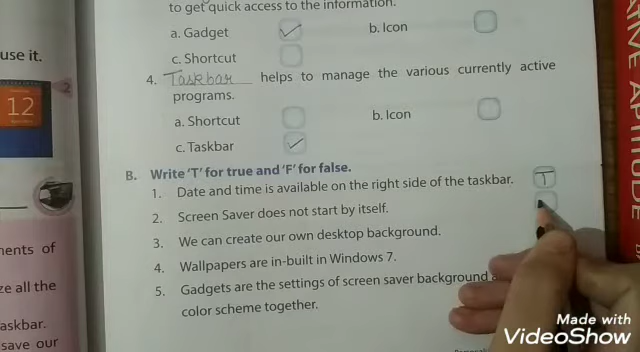 to get quick access to the information.
a. Gadget
b. Icon
c. Shortcut
4. Taskbar helps to manage the various currently active
programs.
a. Shortcut
b. Icon
c. Taskbar
B. Write 'T' for true and 'F' for false.
1. Date and time is available on the right side of the taskbar. T
2. Screen Saver does not start by itself.
3. We can create our own desktop background.
4. Wallpapers are in-built in Windows 7.
5. Gadgets are the settings of screen saver background
color scheme together.
use it.
2
12
ze all the
askbar.
save our
APTITUDE
Made with
VideoShow